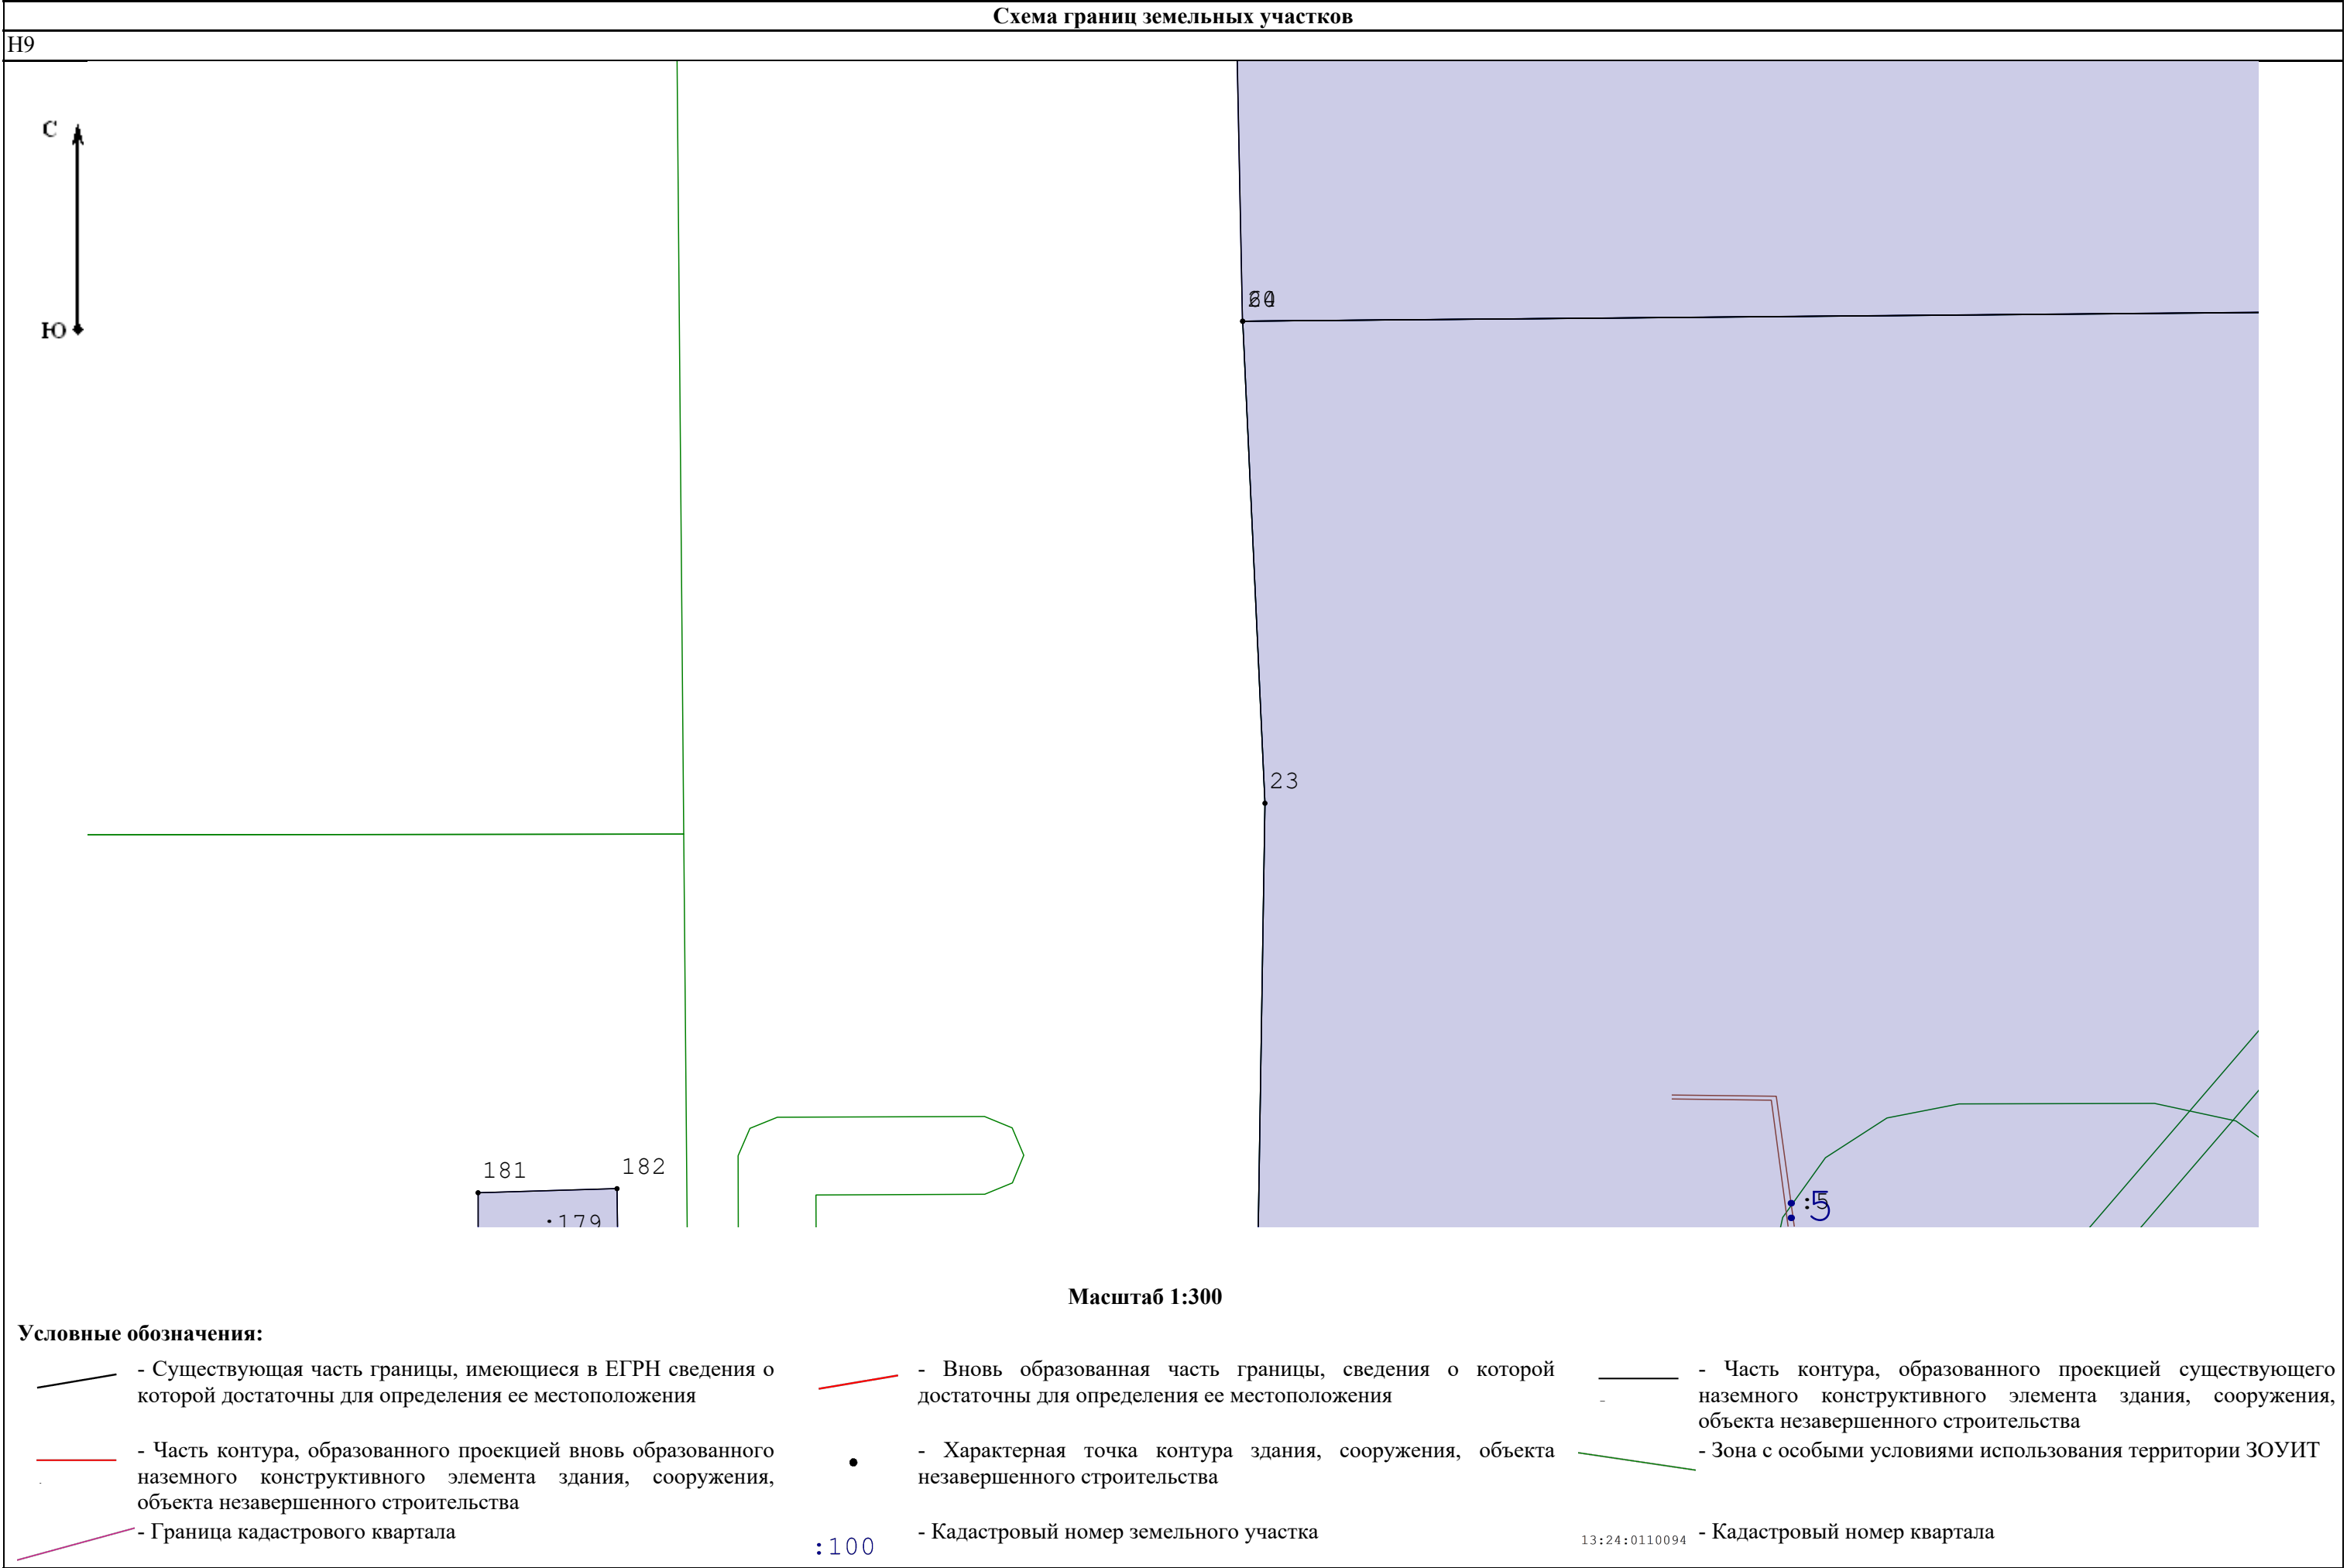 Схема границ земельных участков
Н9
С
Ю
23
181
182
:179
:5
Масштаб 1:300
Условные обозначения:
- Существующая часть границы, имеющиеся в ЕГРН сведения о
которой достаточны для определения ее местоположения
- Вновь образованная часть границы, сведения о которой
достаточны для определения ее местоположения
- Часть контура, образованного проекцией существующего
наземного конструктивного элемента здания, сооружения,
объекта незавершенного строительства
- Часть контура, образованного проекцией вновь образованного
наземного конструктивного элемента здания, сооружения,
объекта незавершенного строительства
- Характерная точка контура здания, сооружения, объекта
незавершенного строительства
- Зона с особыми условиями использования территории ЗОУИТ
- Граница кадастрового квартала
:100
- Кадастровый номер земельного участка
13:24:0110094
- Кадастровый номер квартала